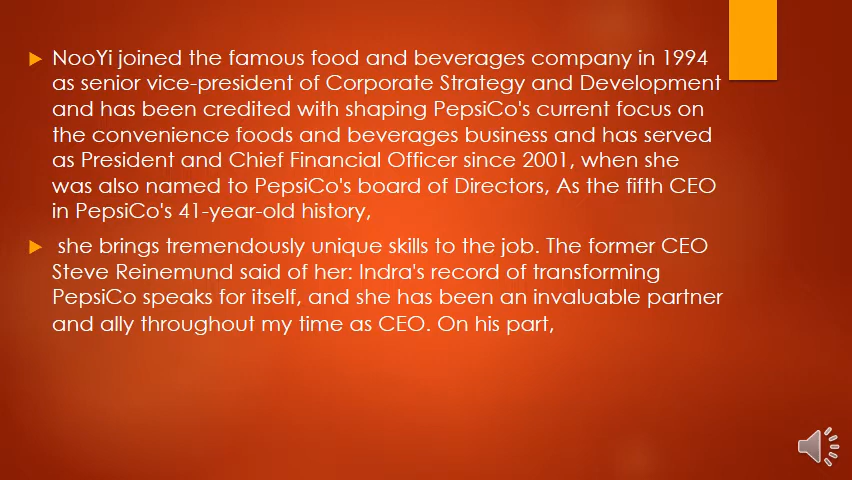 NooYi joined the famous food and beverages company in 1994
as senior vice-president of Corporate Strategy and Development
and has been credited with shaping PepsiCo's current focus on
the convenience foods and beverages business and has served
as President and Chief Financial Officer since 2001, when she
was also named to PepsiCo's board of Directors, As the fifth CEO
in PepsiCo's 41-year-old history,
she brings tremendously unique skills to the job. The former CEO
Steve Reinemund said of her: Indra's record of transforming
PepsiCo speaks for itself, and she has been an invaluable partner
and ally throughout my time as CEO. On his part,